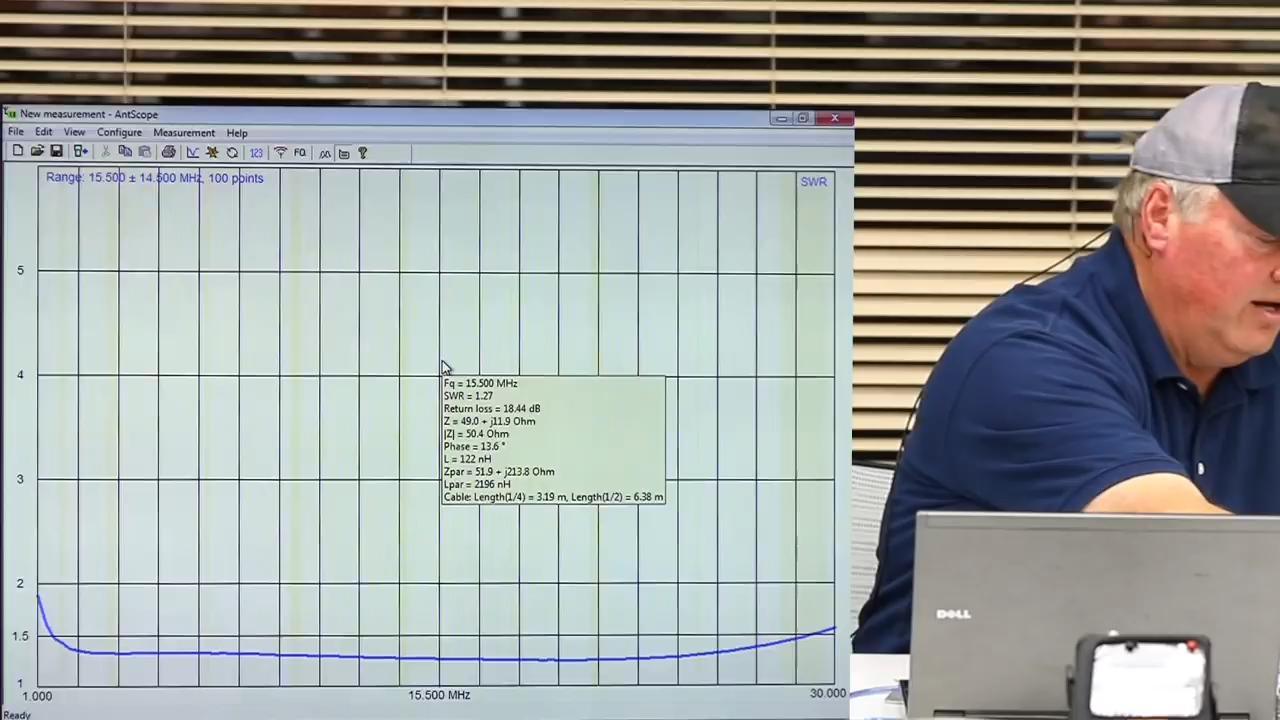 New measurement - AntScope
File Edit View Configure Measurement Help
123 FQ
Range: 15.500 ± 14.500 MHz, 100 points
SWR
5
4
Fq = 15.500 MHz
SWR = 1.27
Return loss = 18.44 dB
Z = 49.0 + j11.9 Ohm
|Z| = 50.4 Ohm
Phase = 13.6 °
L = 122 nH
Zpar = 51.9 + j213.8 Ohm
Lpar = 2196 nH
Cable: Length(1/4) = 3.19 m, Length(1/2) = 6.38 m
3
2
1.5
1
1.000 15.500 MHz 30.000
Ready
DELL